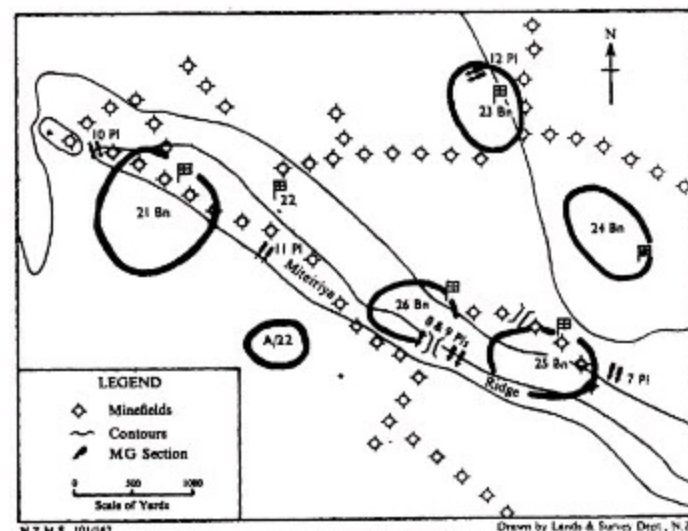 N
12 Pl
23 Bn
10 Pl
21 Bn
22
24 Bn
11 Pl
Miteiriya
26 Bn
8 & 9 Pls
A/22
25 Bn
7 Pl
Ridge
LEGEND
Minefields
Contours
MG Section
0 500 1000
Scale of Yards
Drawn by Lands & Survey Dept., N.Z.